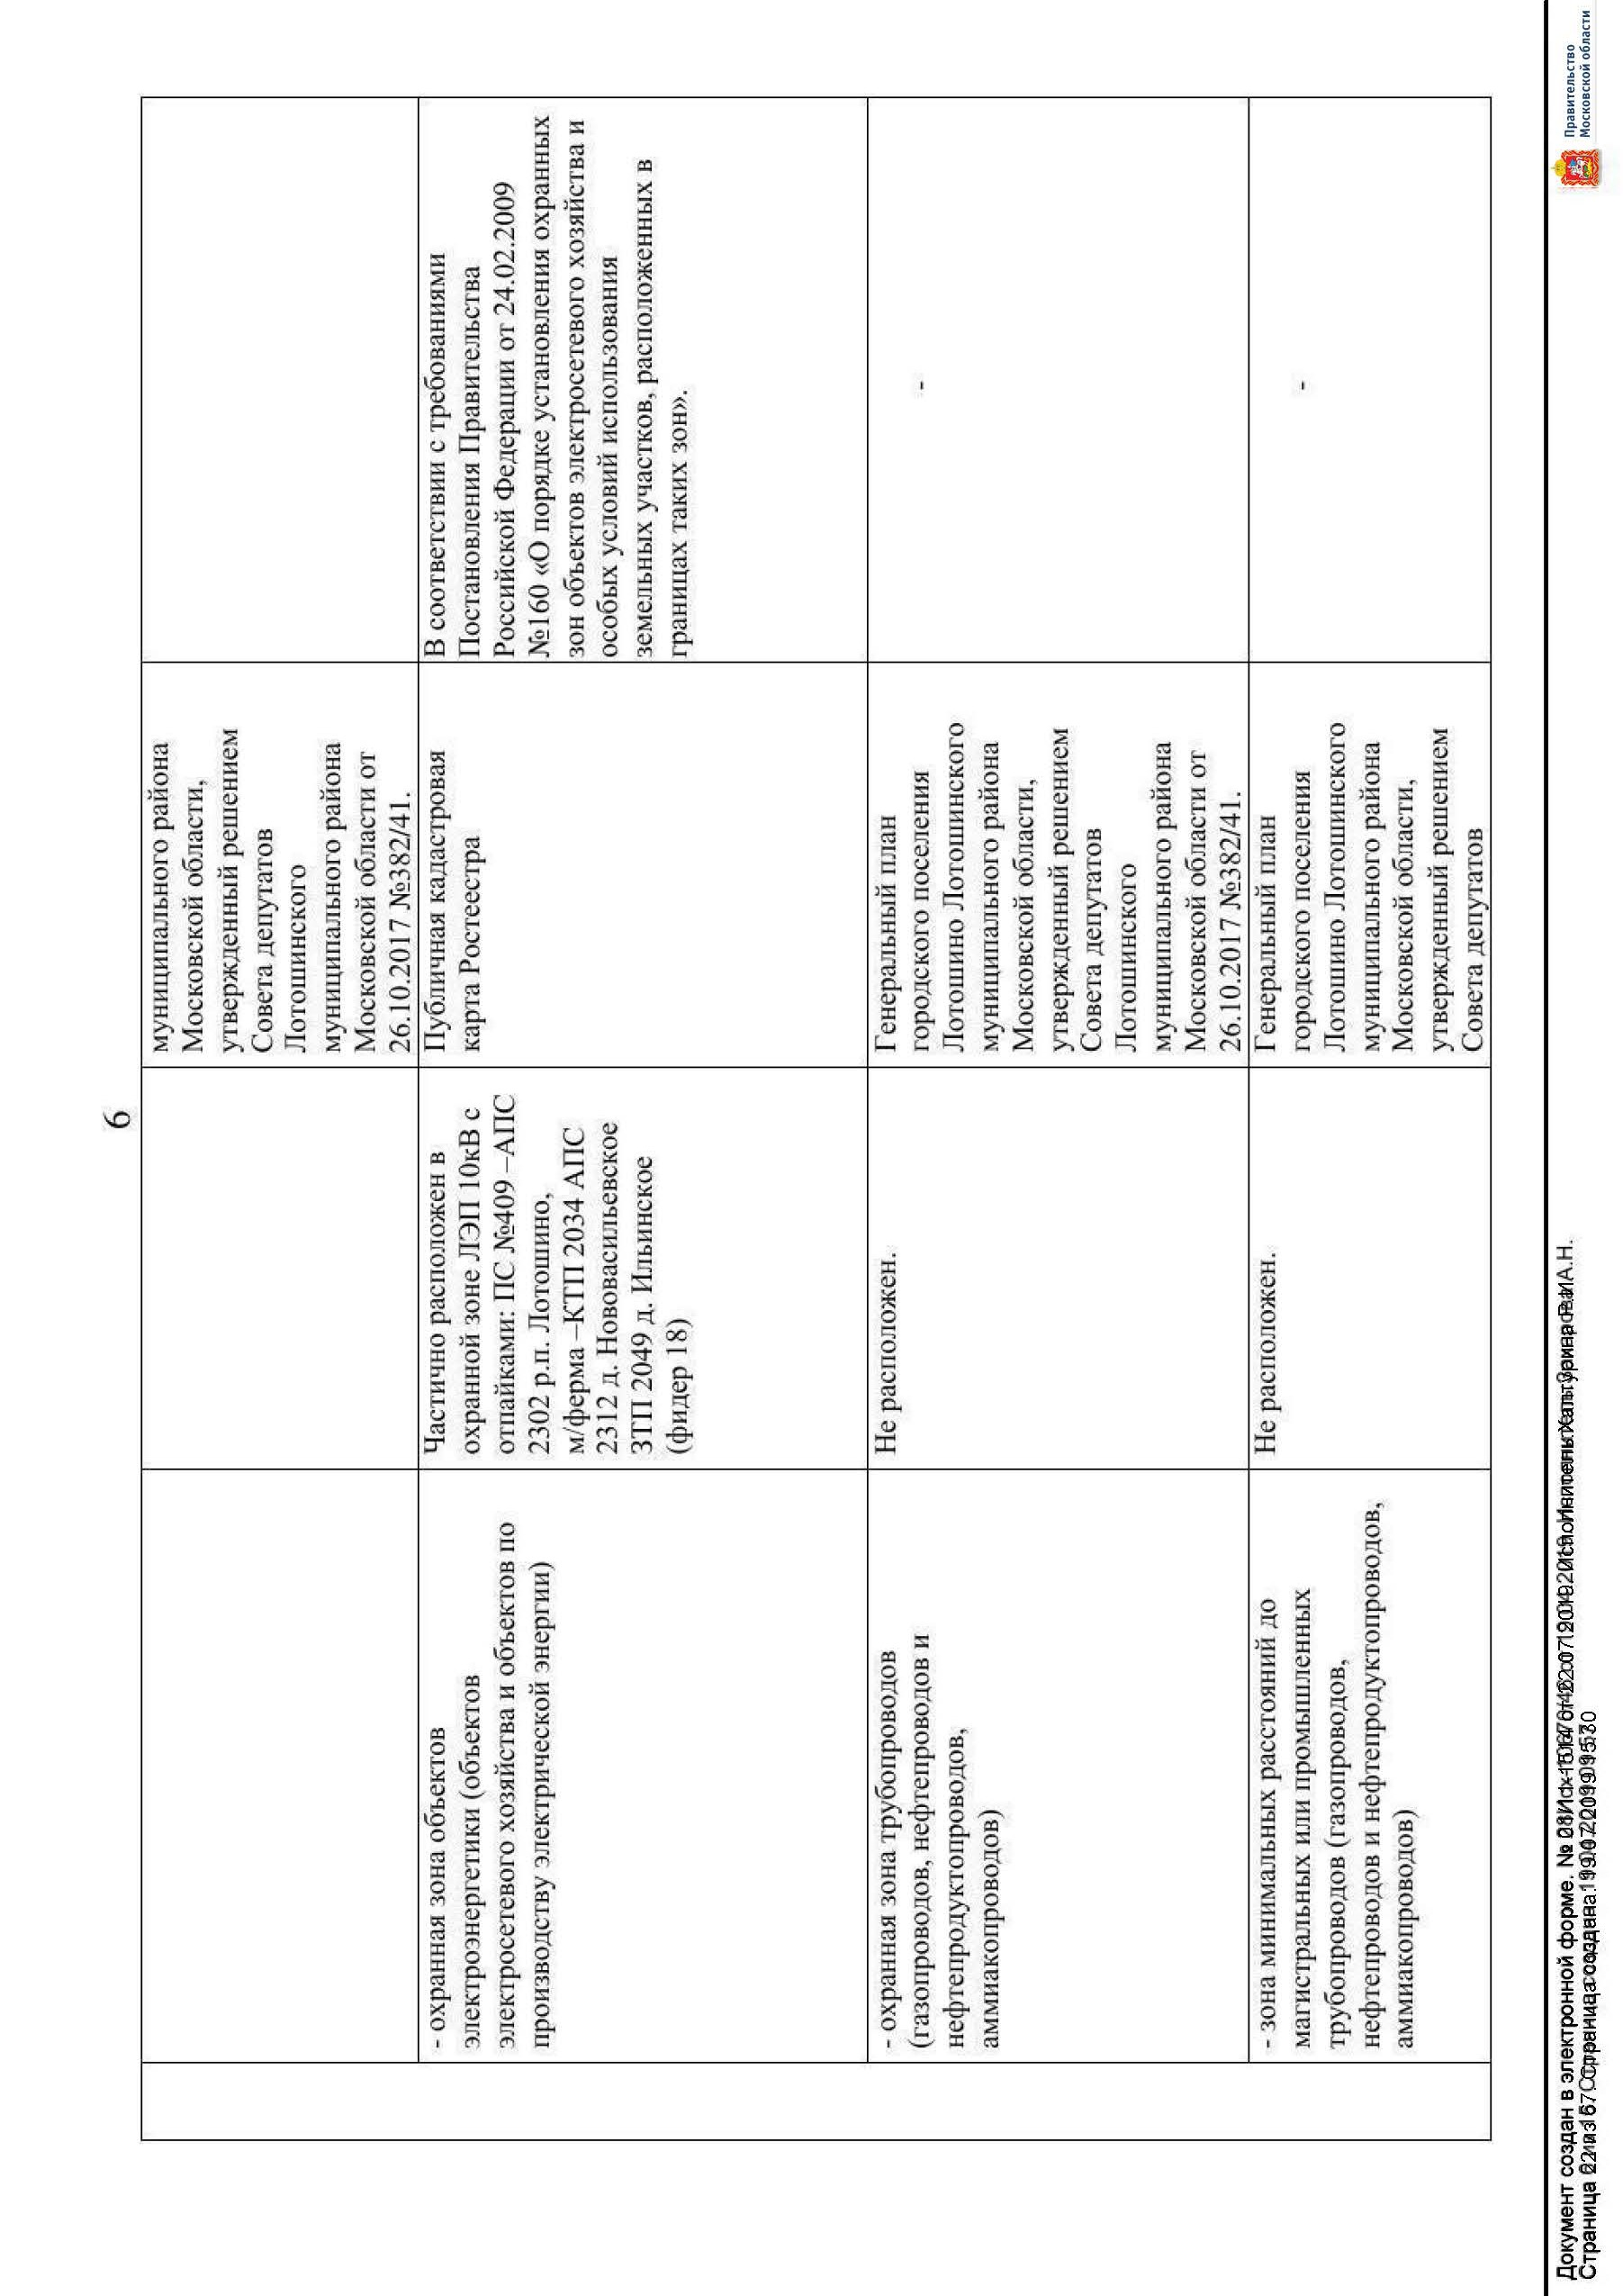 6
муниципального района
Московской области,
утвержденный решением
Совета депутатов
Лотошинского
муниципального района
Московской области от
26.10.2017 №382/41.
- охранная зона объектов
электроэнергетики (объектов
электросетевого хозяйства и объектов по
производству электрической энергии)
Частично расположен в
охранной зоне ЛЭП 10кВ с
отпайками: ПС №409 –АПС
2302 р.п. Лотошино,
м/ферма –КТП 2034 АПС
2312 д. Нововасильевское
ЗТП 2049 д. Ильинское
(фидер 18)
Публичная кадастровая
карта Ростеестра
В соответствии с требованиями
Постановления Правительства
Российской Федерации от 24.02.2009
№160 «О порядке установления охранных
зон объектов электросетевого хозяйства и
особых условий использования
земельных участков, расположенных в
границах таких зон».
- охранная зона трубопроводов
(газопроводов, нефтепроводов и
нефтепродуктопроводов,
аммиакопроводов)
Не расположен.
Генеральный план
городского поселения
Лотошино Лотошинского
муниципального района
Московской области,
утвержденный решением
Совета депутатов
Лотошинского
муниципального района
Московской области от
26.10.2017 №382/41.
-
- зона минимальных расстояний до
магистральных или промышленных
трубопроводов (газопроводов,
нефтепроводов и нефтепродуктопроводов,
аммиакопроводов)
Не расположен.
Генеральный план
городского поселения
Лотошино Лотошинского
муниципального района
Московской области,
утвержденный решением
Совета депутатов
-
Документ создан в электронной форме. №
Страница
Правительство
Московской области